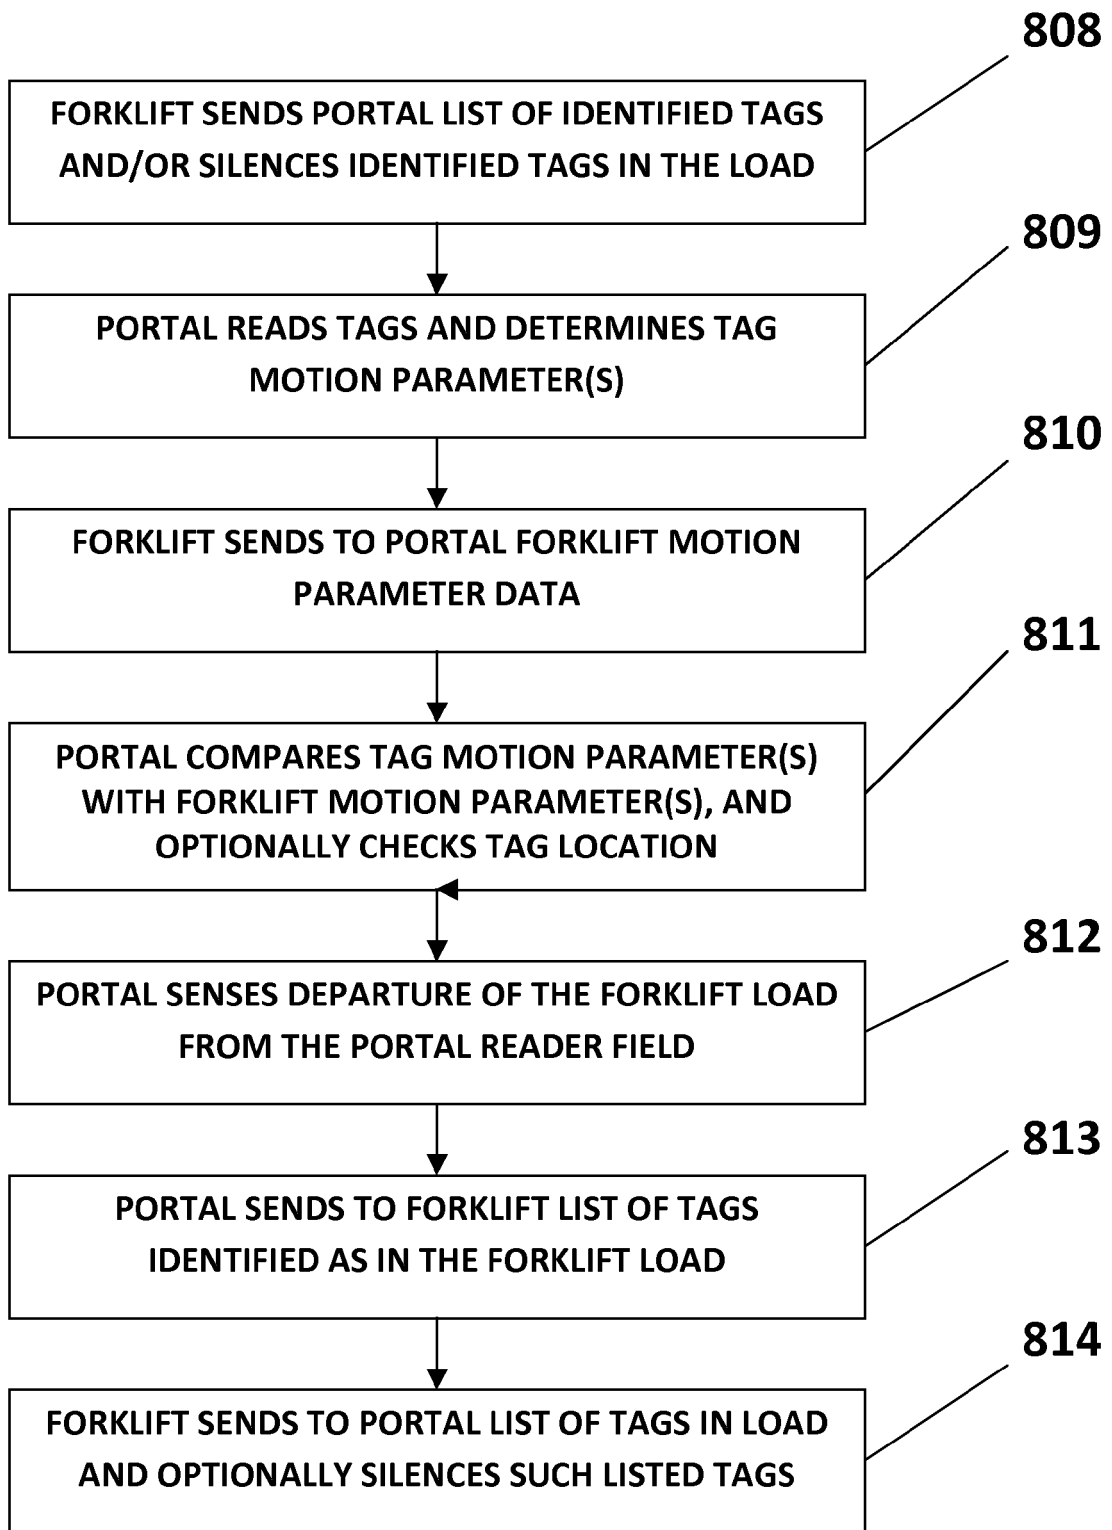 808
FORKLIFT SENDS PORTAL LIST OF IDENTIFIED TAGS
AND/OR SILENCES IDENTIFIED TAGS IN THE LOAD
809
PORTAL READS TAGS AND DETERMINES TAG
MOTION PARAMETER(S)
810
FORKLIFT SENDS TO PORTAL FORKLIFT MOTION
PARAMETER DATA
811
PORTAL COMPARES TAG MOTION PARAMETER(S)
WITH FORKLIFT MOTION PARAMETER(S), AND
OPTIONALLY CHECKS TAG LOCATION
812
PORTAL SENSES DEPARTURE OF THE FORKLIFT LOAD
FROM THE PORTAL READER FIELD
813
PORTAL SENDS TO FORKLIFT LIST OF TAGS
IDENTIFIED AS IN THE FORKLIFT LOAD
814
FORKLIFT SENDS TO PORTAL LIST OF TAGS IN LOAD
AND OPTIONALLY SILENCES SUCH LISTED TAGS